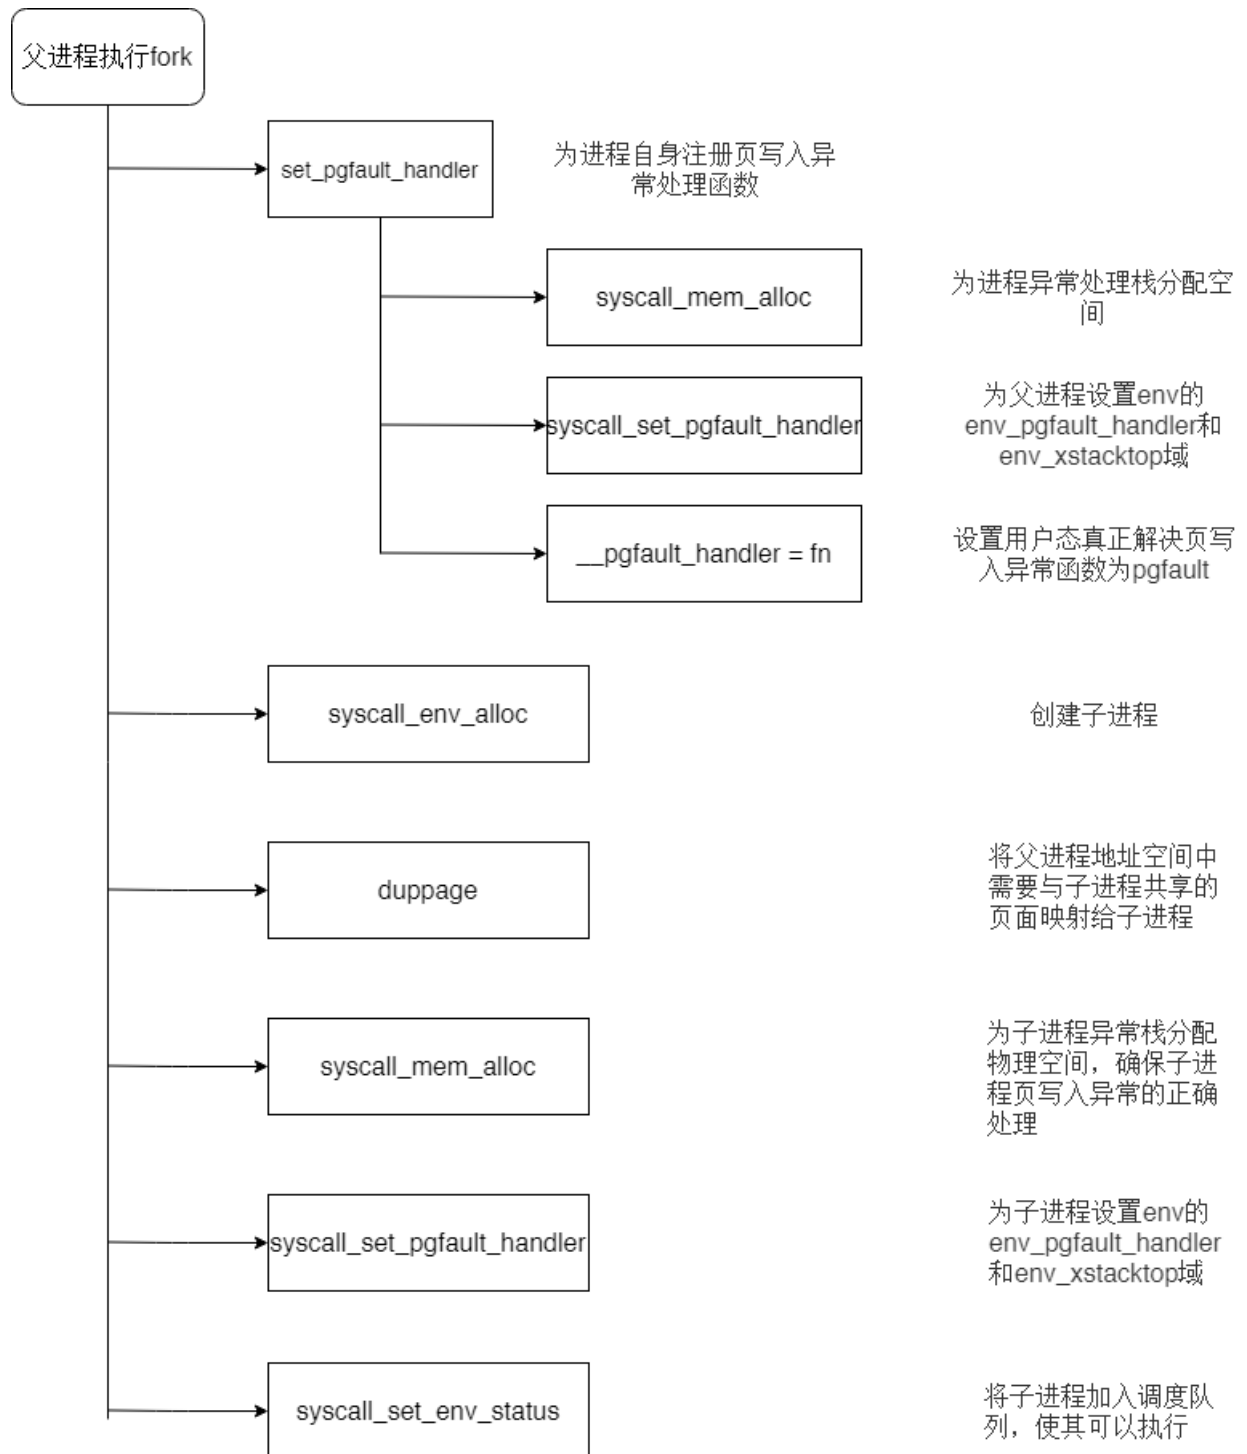 父进程执行fork
set_pgfault_handler
为进程自身注册页写入异
常处理函数
syscall_mem_alloc
为进程异常处理栈分配空
间
syscall_set_pgfault_handler
为父进程设置env的
env_pgfault_handler和
env_xstacktop域
__pgfault_handler = fn
设置用户态真正解决页写
入异常函数为pgfault
syscall_env_alloc
创建子进程
duppage
将父进程地址空间中
需要与子进程共享的
页面映射给子进程
syscall_mem_alloc
为子进程异常栈分配
物理空间，确保子进
程页写入异常的正确
处理
syscall_set_pgfault_handler
为子进程设置env的
env_pgfault_handler
和env_xstacktop域
syscall_set_env_status
将子进程加入调度队
列，使其可以执行